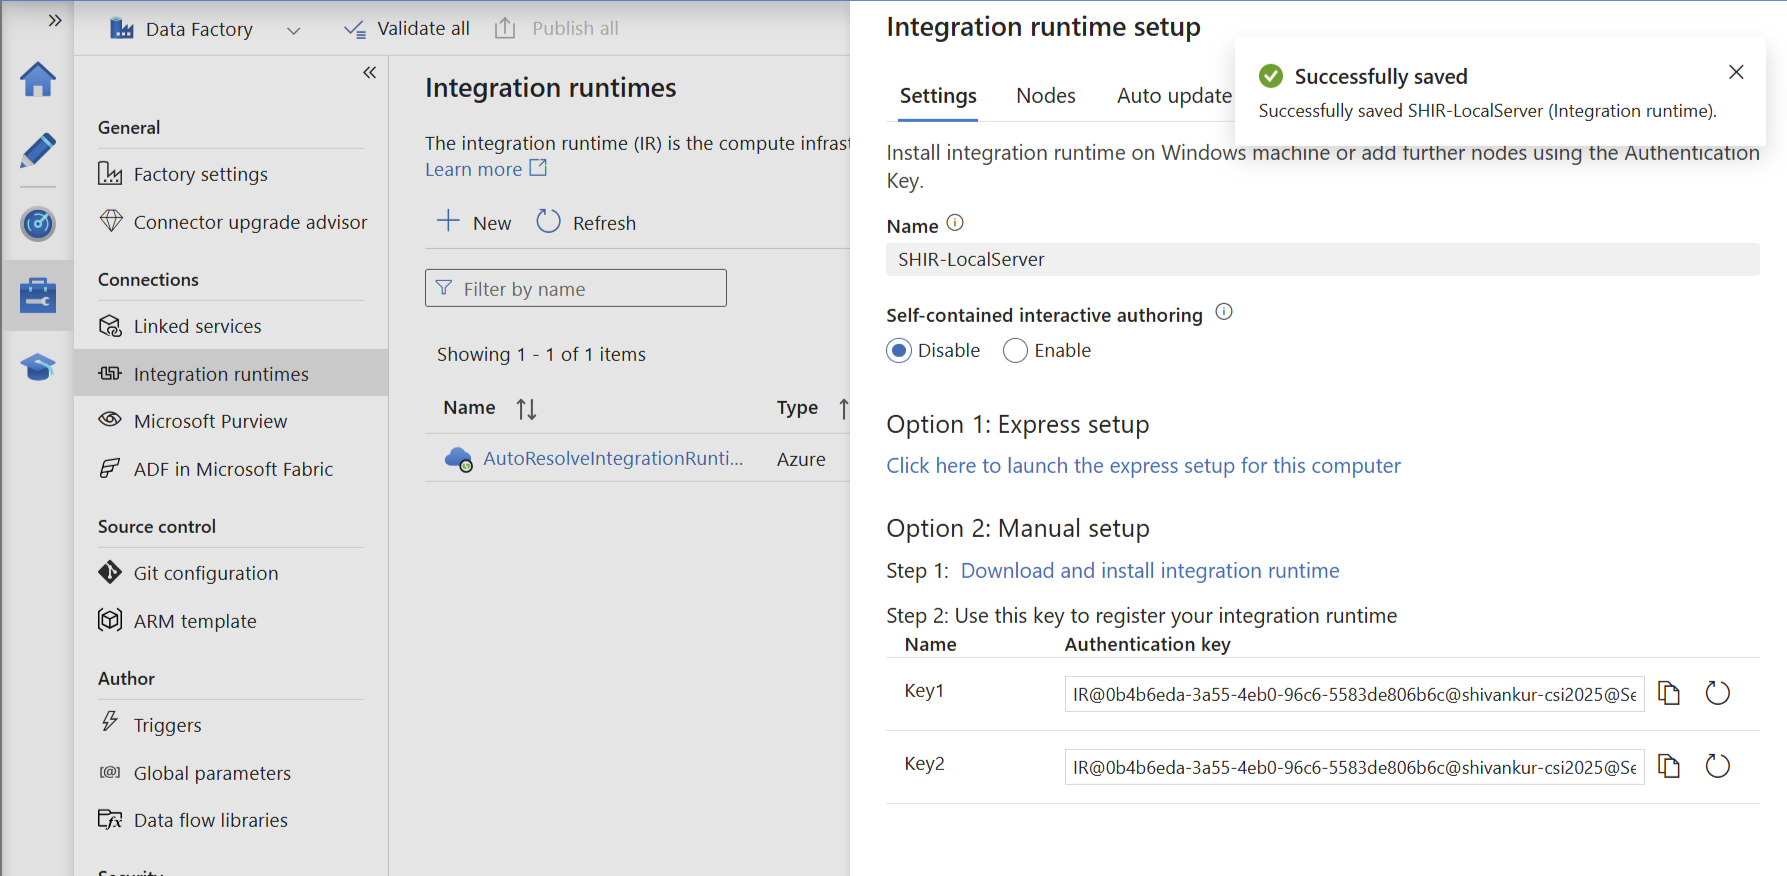 Data Factory
Validate all
Publish all
General
Factory settings
Connector upgrade advisor
Connections
Linked services
Integration runtimes
Microsoft Purview
ADF in Microsoft Fabric
Source control
Git configuration
ARM template
Author
Triggers
Global parameters
Data flow libraries
Security
Integration runtimes
The integration runtime (IR) is the compute infrast
Learn more
New
Refresh
Filter by name
Showing 1 - 1 of 1 items
Name Type
AutoResolveIntegrationRunti... Azure
Integration runtime setup
Successfully saved
Successfully saved SHIR-LocalServer (Integration runtime).
Settings Nodes Auto update
Install integration runtime on Windows machine or add further nodes using the Authentication
Key.
Name
SHIR-LocalServer
Self-contained interactive authoring
Disable Enable
Option 1: Express setup
Click here to launch the express setup for this computer
Option 2: Manual setup
Step 1: Download and install integration runtime
Step 2: Use this key to register your integration runtime
Name Authentication key
Key1 IR@0b4b6eda-3a55-4eb0-96c6-5583de806b6c@shivankur-csi2025@Se
Key2 IR@0b4b6eda-3a55-4eb0-96c6-5583de806b6c@shivankur-csi2025@Se